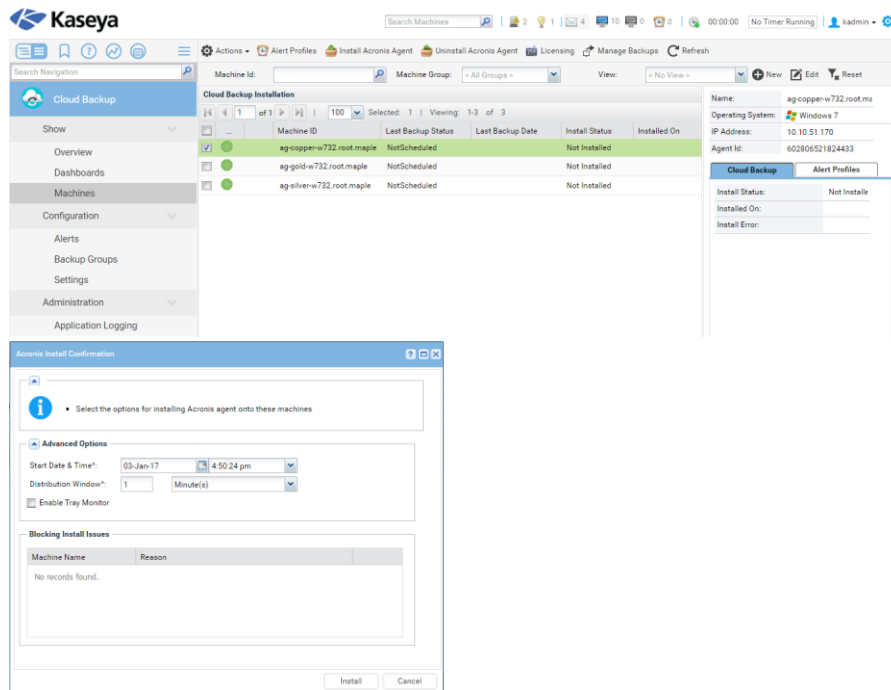 Kaseya
Search Machines
2 1 4 10 0 0 00:00:00 No Timer Running kadmin
Actions Alert Profiles Install Acronis Agent Uninstall Acronis Agent Licensing Manage Backups Refresh
Search Navigation
Machine Id: Machine Group: < All Groups > View: < No View > New Edit Reset
Cloud Backup
Show
Overview
Dashboards
Machines
Configuration
Alerts
Backup Groups
Settings
Administration
Application Logging
Cloud Backup Installation
1 of 1 100 Selected: 1 | Viewing: 1-3 of 3
... Machine ID Last Backup Status Last Backup Date Install Status Installed On
ag-copper-w732.root.maple NotScheduled Not Installed
ag-gold-w732.root.maple NotScheduled Not Installed
ag-silver-w732.root.maple NotScheduled Not Installed
Name: ag-copper-w732.root.ma
Operating System: Windows 7
IP Address: 10.10.51.170
Agent Id: 602806521824433
Cloud Backup Alert Profiles
Install Status: Not Installe
Installed On:
Install Error:
Acronis Install Confirmation
Select the options for installing Acronis agent onto these machines
Advanced Options
Start Date & Time*: 03-Jan-17 4:50:24 pm
Distribution Window*: 1 Minute(s)
Enable Tray Monitor
Blocking Install Issues
Machine Name Reason
No records found.
Install Cancel